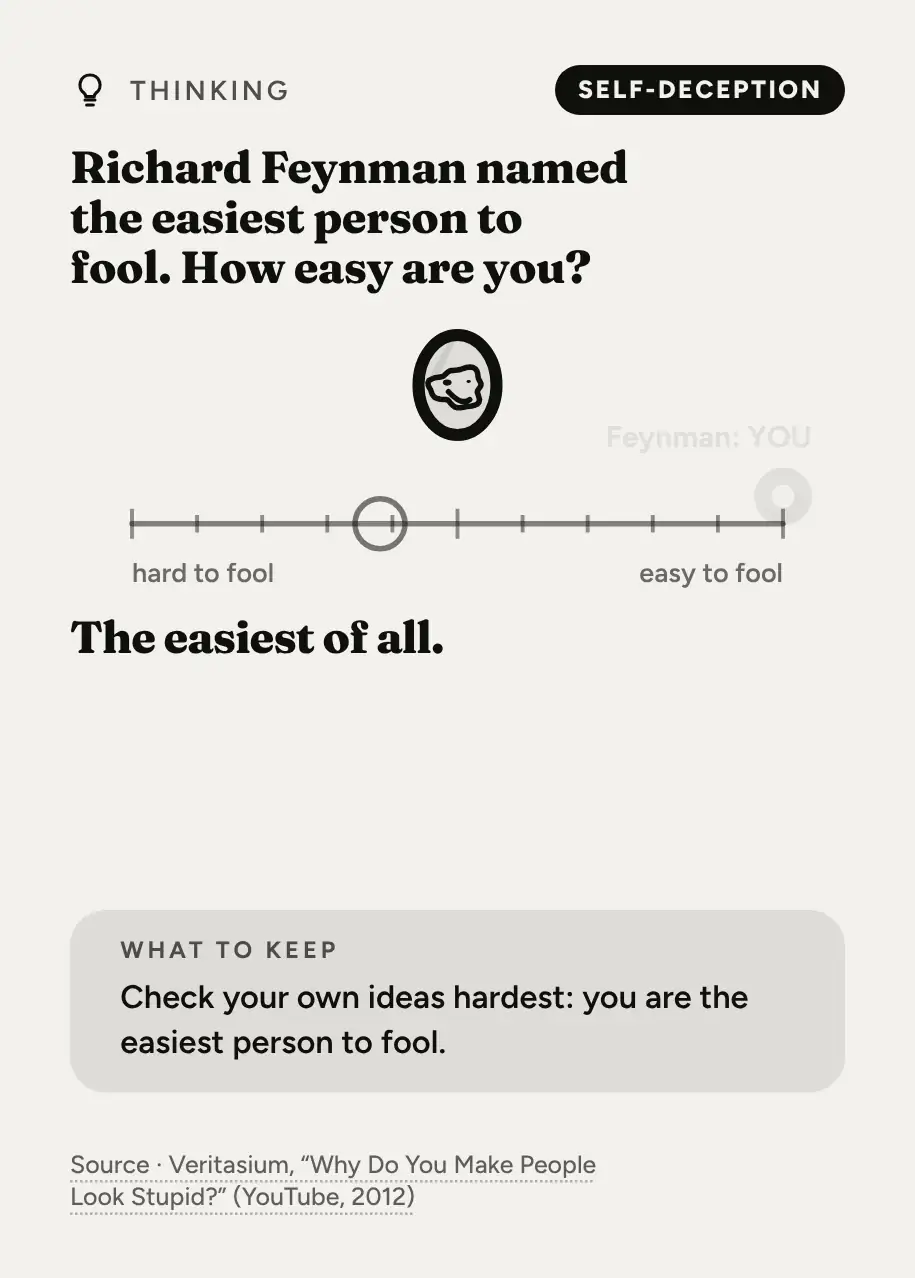 THINKING
SELF-DECEPTION
Richard Feynman named
the easiest person to
fool. How easy are you?
Feynman: YOU
hard to fool
easy to fool
The easiest of all.
WHAT TO KEEP
Check your own ideas hardest: you are the
easiest person to fool.
Source · Veritasium, “Why Do You Make People
Look Stupid?” (YouTube, 2012)